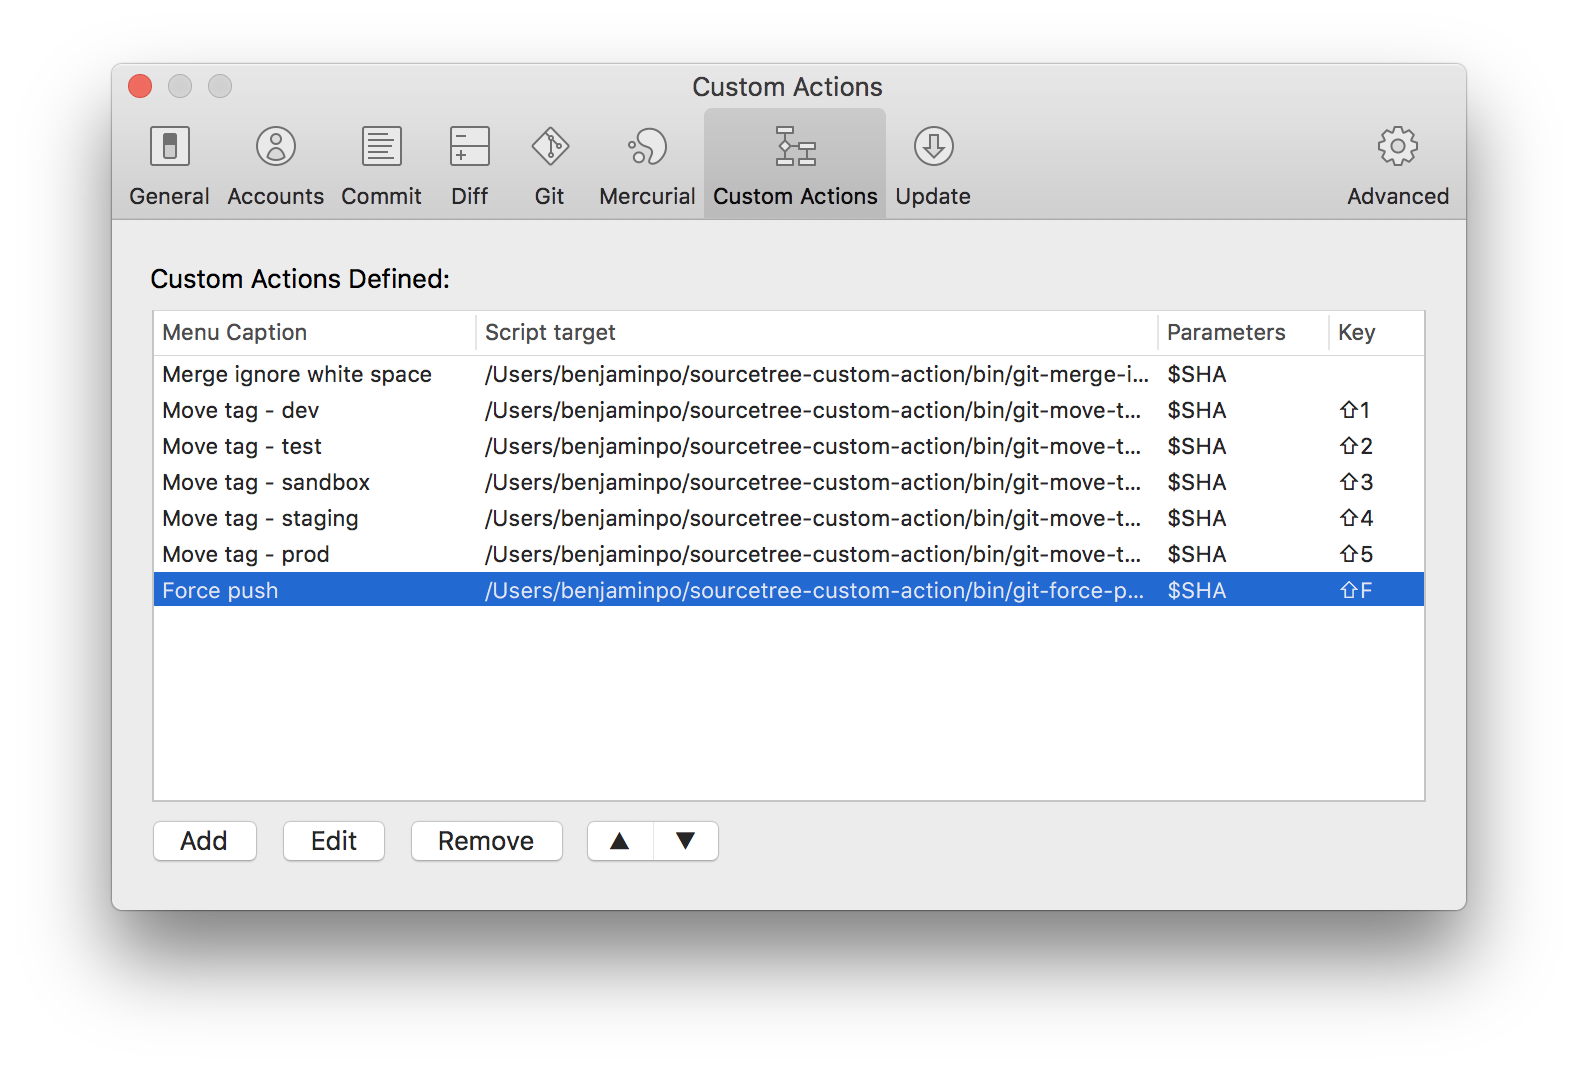 Custom Actions
General Accounts Commit Diff Git Mercurial Custom Actions Update Advanced
Custom Actions Defined:
Menu Caption Script target Parameters Key
Merge ignore white space /Users/benjaminpo/sourcetree-custom-action/bin/git-merge-i... $SHA
Move tag - dev /Users/benjaminpo/sourcetree-custom-action/bin/git-move-t... $SHA ⇧1
Move tag - test /Users/benjaminpo/sourcetree-custom-action/bin/git-move-t... $SHA ⇧2
Move tag - sandbox /Users/benjaminpo/sourcetree-custom-action/bin/git-move-t... $SHA ⇧3
Move tag - staging /Users/benjaminpo/sourcetree-custom-action/bin/git-move-t... $SHA ⇧4
Move tag - prod /Users/benjaminpo/sourcetree-custom-action/bin/git-move-t... $SHA ⇧5
Force push /Users/benjaminpo/sourcetree-custom-action/bin/git-force-p... $SHA ⇧F
Add Edit Remove ▲ ▼